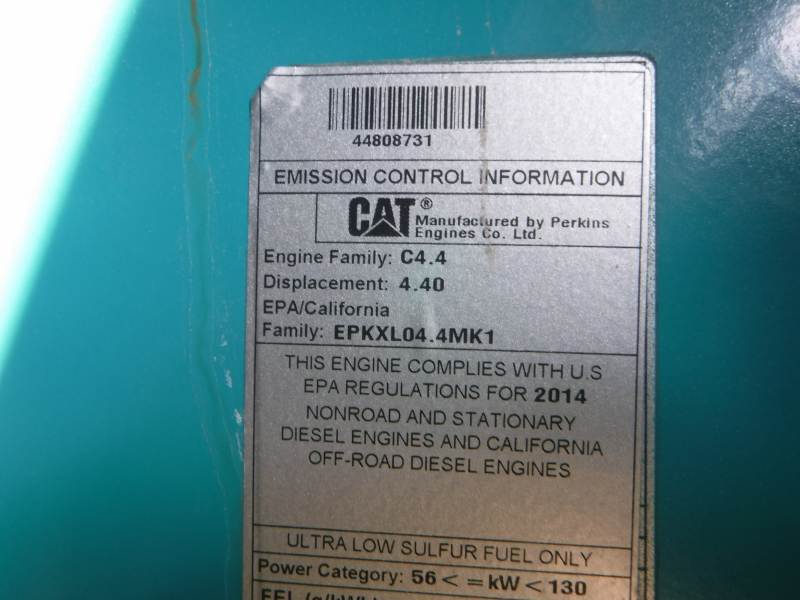 44808731
EMISSION CONTROL INFORMATION
CAT® Manufactured by Perkins
Engines Co. Ltd.
Engine Family: C4.4
Displacement: 4.40
EPA/California
Family: EPKXL04.4MK1
THIS ENGINE COMPLIES WITH U.S
EPA REGULATIONS FOR 2014
NONROAD AND STATIONARY
DIESEL ENGINES AND CALIFORNIA
OFF-ROAD DIESEL ENGINES
ULTRA LOW SULFUR FUEL ONLY
Power Category: 56 < = kW < 130